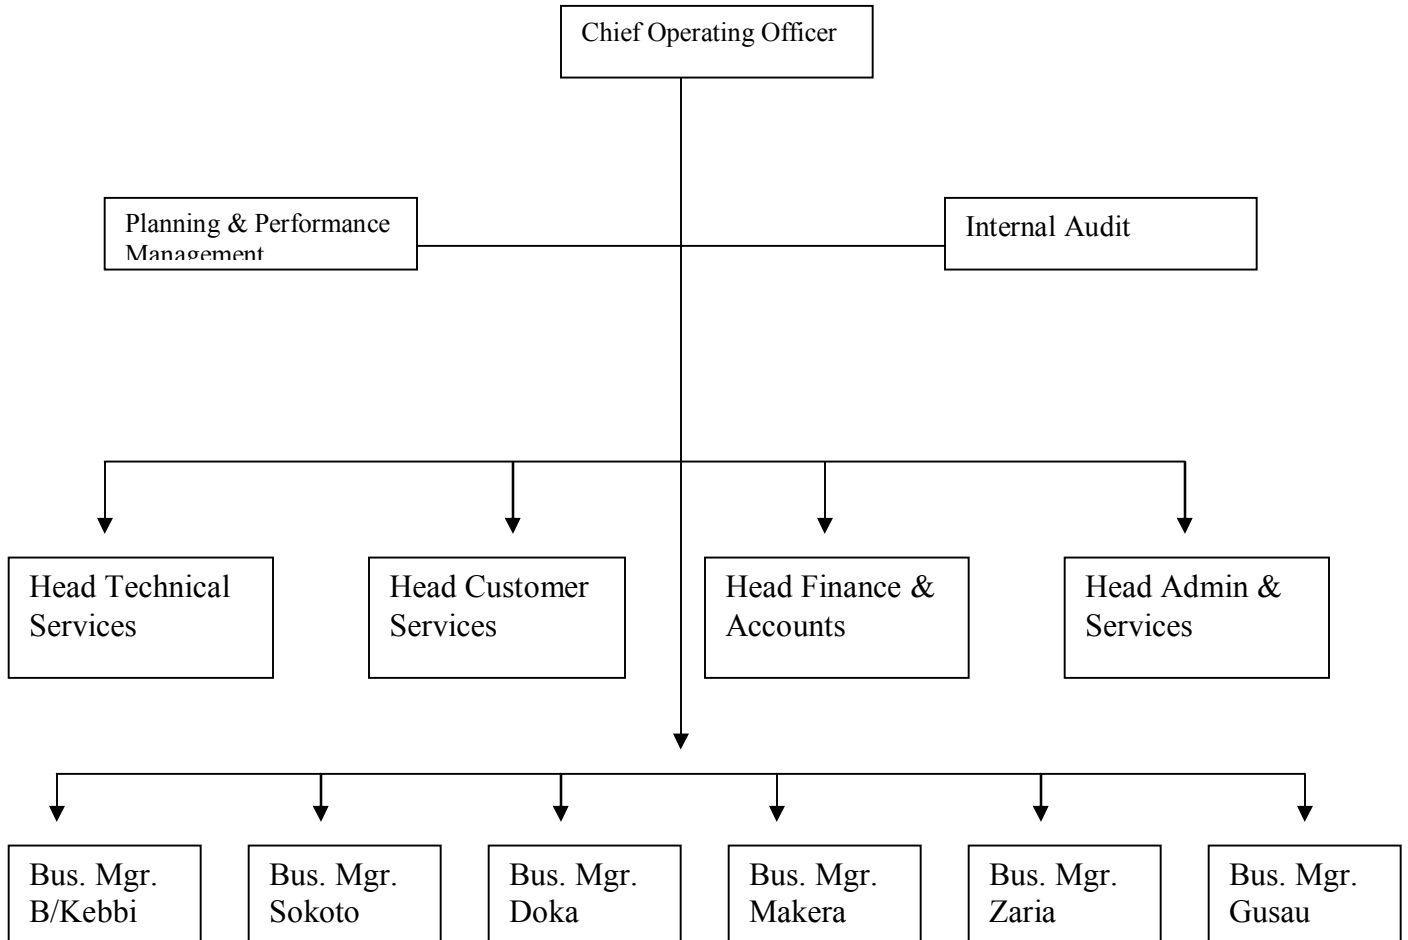 Chief Operating Officer
Planning & Performance
Management
Internal Audit
Head Technical
Services
Head Customer
Services
Head Finance &
Accounts
Head Admin &
Services
Bus. Mgr.
B/Kebbi
Bus. Mgr.
Sokoto
Bus. Mgr.
Doka
Bus. Mgr.
Makera
Bus. Mgr.
Zaria
Bus. Mgr.
Gusau